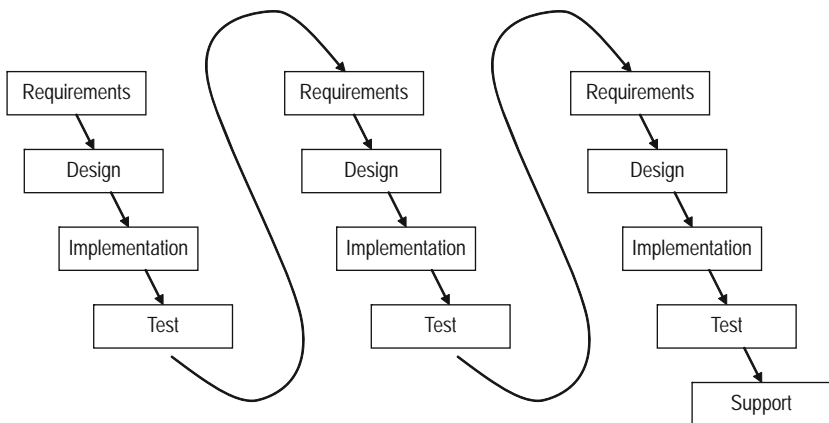 Requirements
Design
Implementation
Test
Requirements
Design
Implementation
Test
Requirements
Design
Implementation
Test
Support